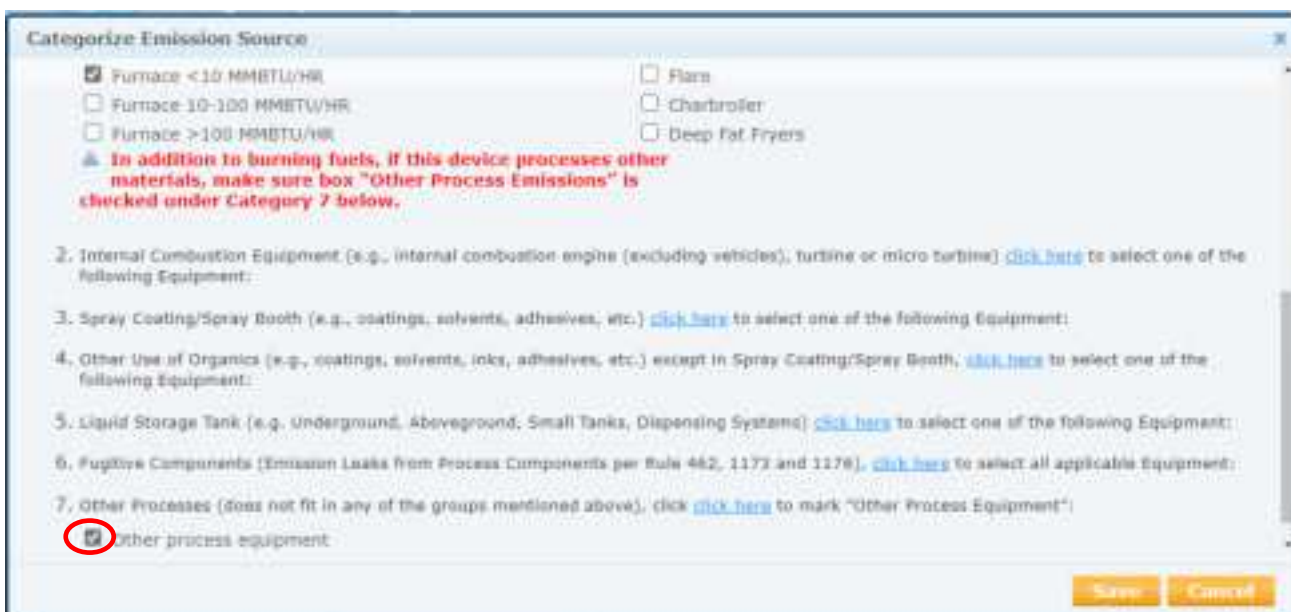 Categorize Emission Source
Furnace <10 MMBTU/HR
Flare
Furnace 10-100 MMBTU/HR
Charbroiler
Furnace >100 MMBTU/HR
Deep Fat Fryers
In addition to burning fuels, if this device processes other
materials, make sure box "Other Process Emissions" is
checked under Category 7 below.
2. Internal Combustion Equipment (e.g., internal combustion engine (excluding vehicles), turbine or micro turbine) click here to select one of the
following Equipment:
3. Spray Coating/Spray Booth (e.g., coatings, solvents, adhesives, etc.) click here to select one of the following Equipment:
4. Other Use of Organics (e.g., coatings, solvents, inks, adhesives, etc.) except in Spray Coating/Spray Booth, click here to select one of the
following Equipment:
5. Liquid Storage Tank (e.g. Underground, Aboveground, Small Tanks, Dispensing Systems) click here to select one of the following Equipment:
6. Fugitive Components (Emission Leaks from Process Components per Rule 462, 1173 and 1176), click here to select all applicable Equipment:
7. Other Processes (does not fit in any of the groups mentioned above), click click here to mark "Other Process Equipment":
Other process equipment
Save
Cancel